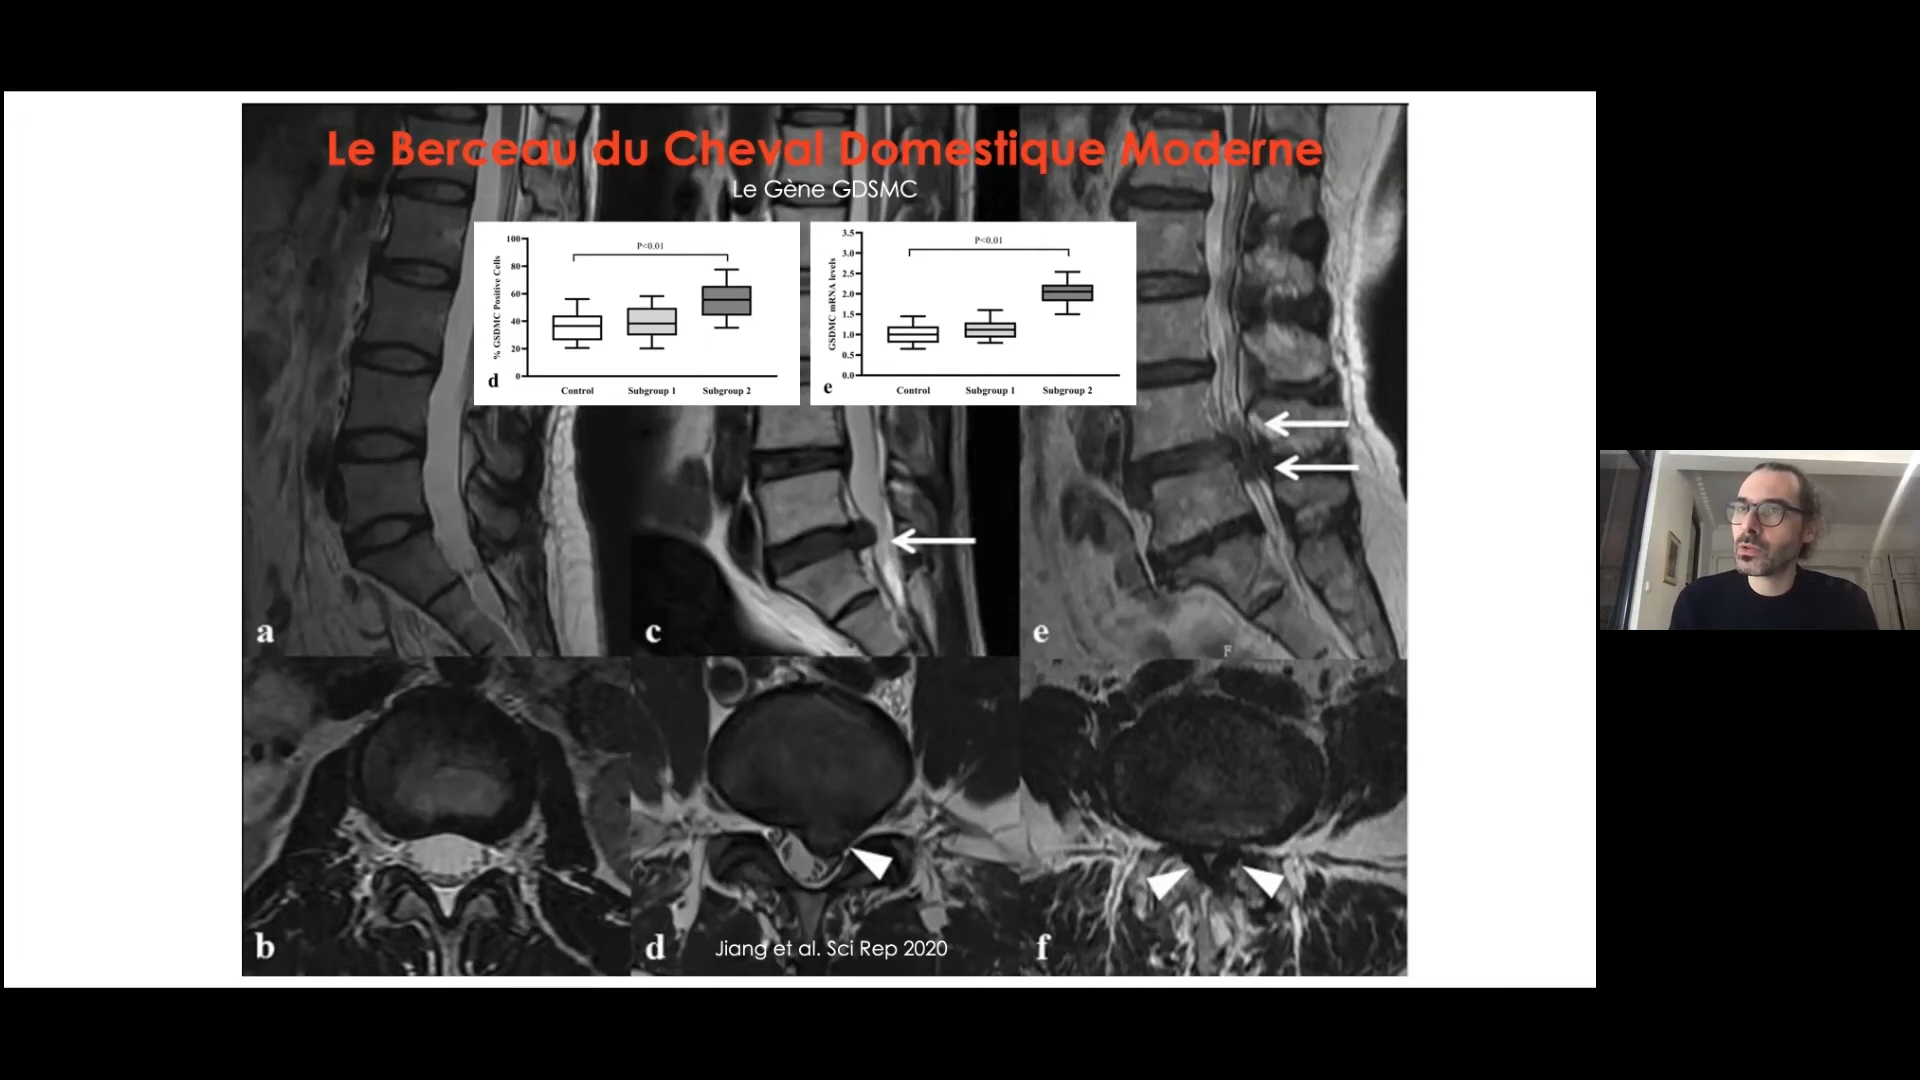 Le Berceau du Cheval Domestique Moderne
Le Gène GDSMC
% GSDMC Positive Cells
100
80
60
40
20
0
P<0.01
d
Control Subgroup 1 Subgroup 2
GSDMC mRNA levels
3.5
3.0
2.5
2.0
1.5
1.0
0.5
0.0
P<0.01
e
Control Subgroup 1 Subgroup 2
a
c
e
F
b
d
Jiang et al. Sci Rep 2020
f